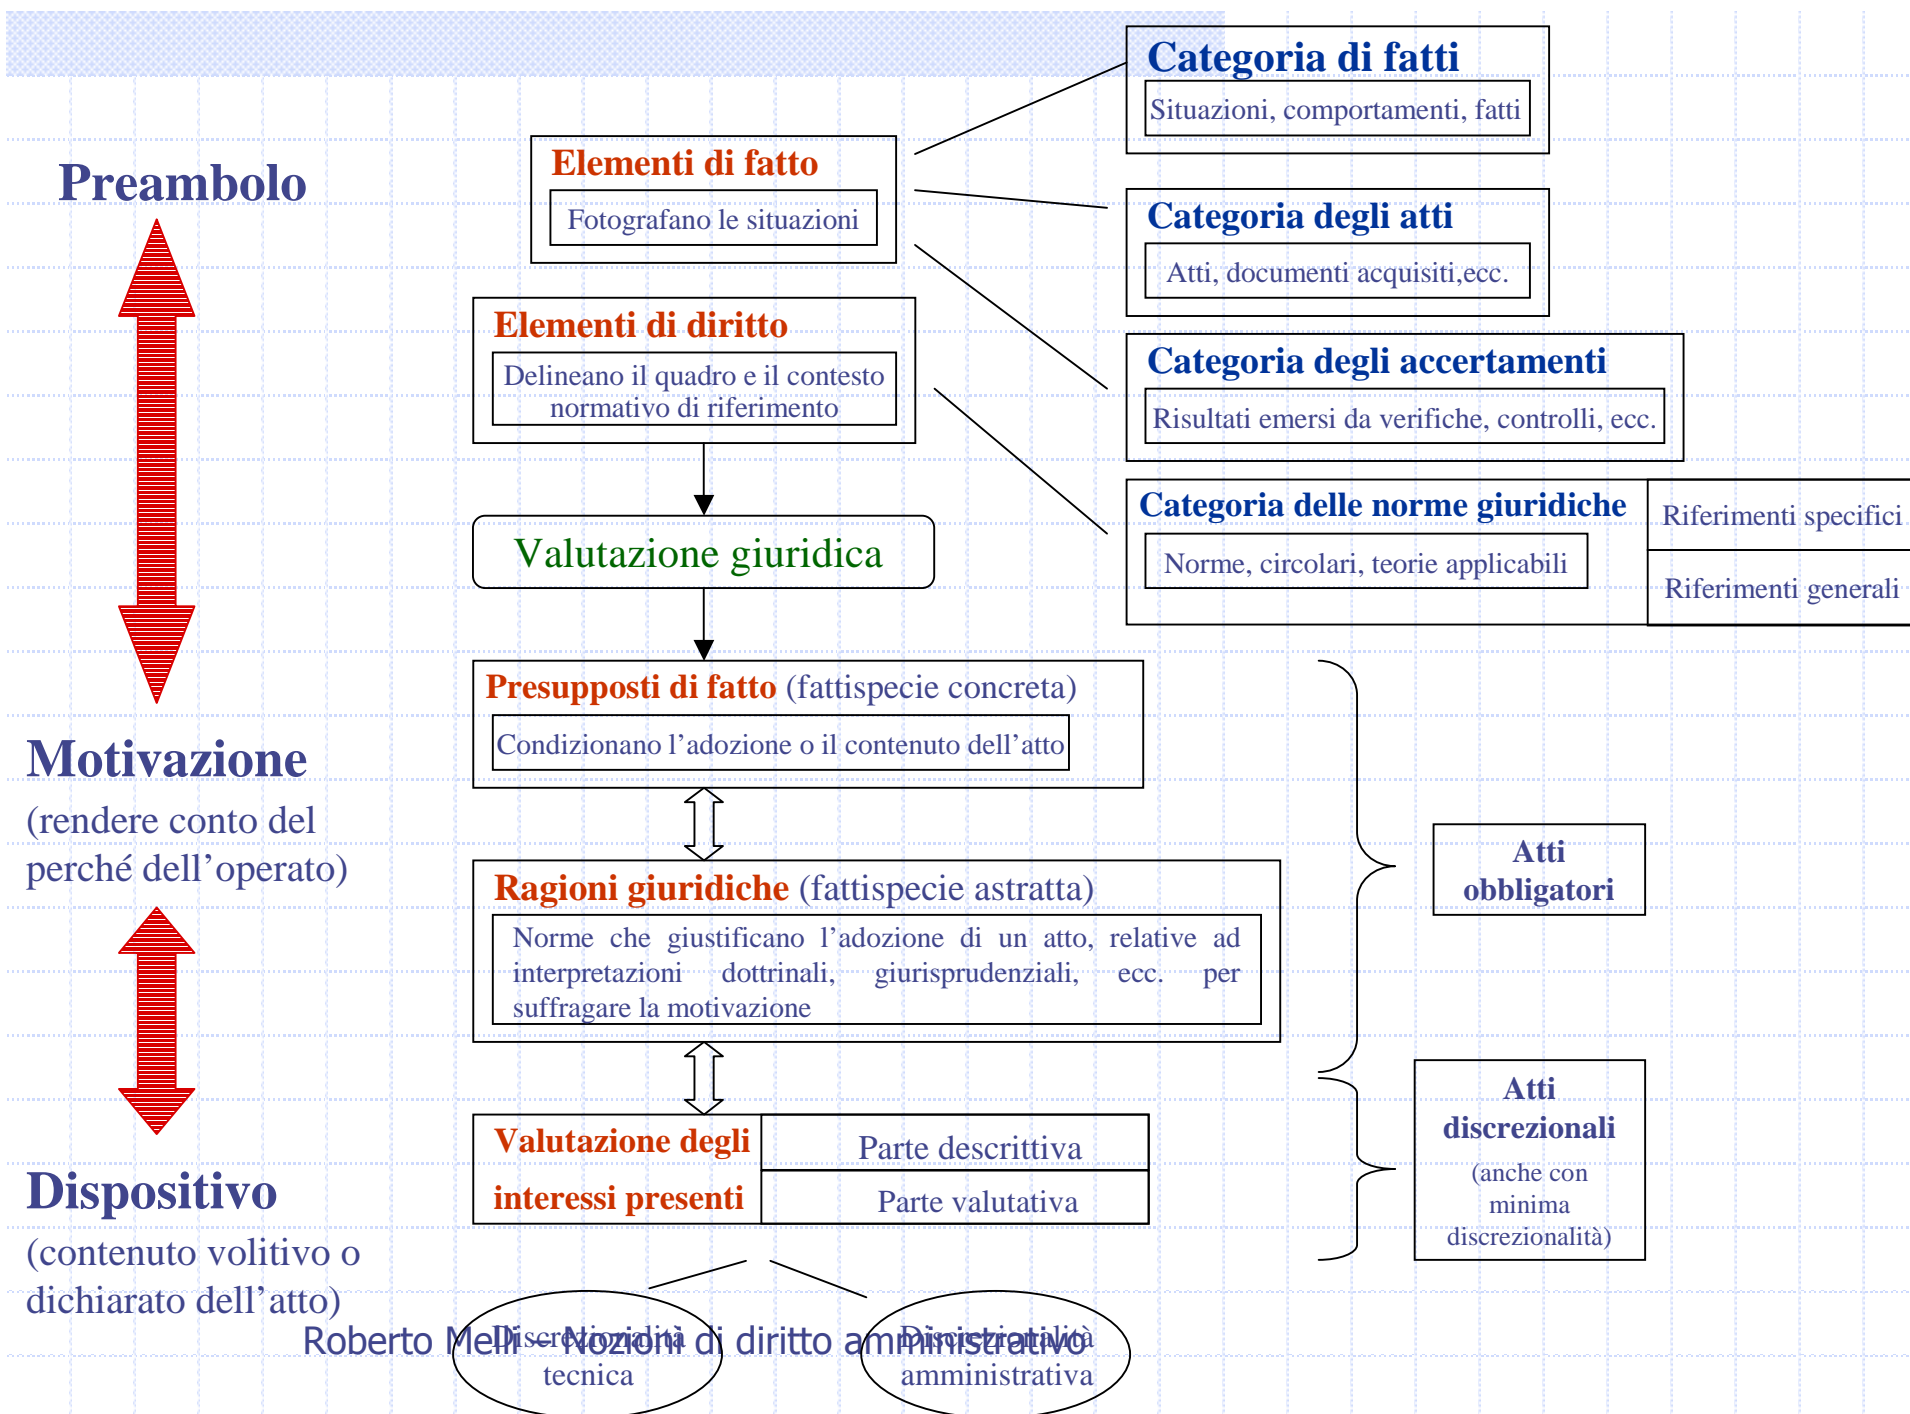 Categoria di fatti
Situazioni, comportamenti, fatti
Preambolo
Elementi di fatto
Fotografano le situazioni
Categoria degli atti
Atti, documenti acquisiti,ecc.
Elementi di diritto
Delineano il quadro e il contesto
normativo di riferimento
Categoria degli accertamenti
Risultati emersi da verifiche, controlli, ecc.
Categoria delle norme giuridiche
Norme, circolari, teorie applicabili
Riferimenti specifici
Riferimenti generali
Valutazione giuridica
Presupposti di fatto (fattispecie concreta)
Condizionano l’adozione o il contenuto dell’atto
Motivazione
(rendere conto del
perché dell’operato)
Ragioni giuridiche (fattispecie astratta)
Norme che giustificano l’adozione di un atto, relative ad
interpretazioni dottrinali, giurisprudenziali, ecc. per
suffragare la motivazione
Atti
obbligatori
Atti
discrezionali
(anche con
minima
discrezionalità)
Valutazione degli
interessi presenti
Parte descrittiva
Parte valutativa
Dispositivo
(contenuto volitivo o
dichiarato dell’atto)
Discrezionalità
tecnica
Discrezionalità
amministrativa
Roberto Melli – Nozioni di diritto amministrativo